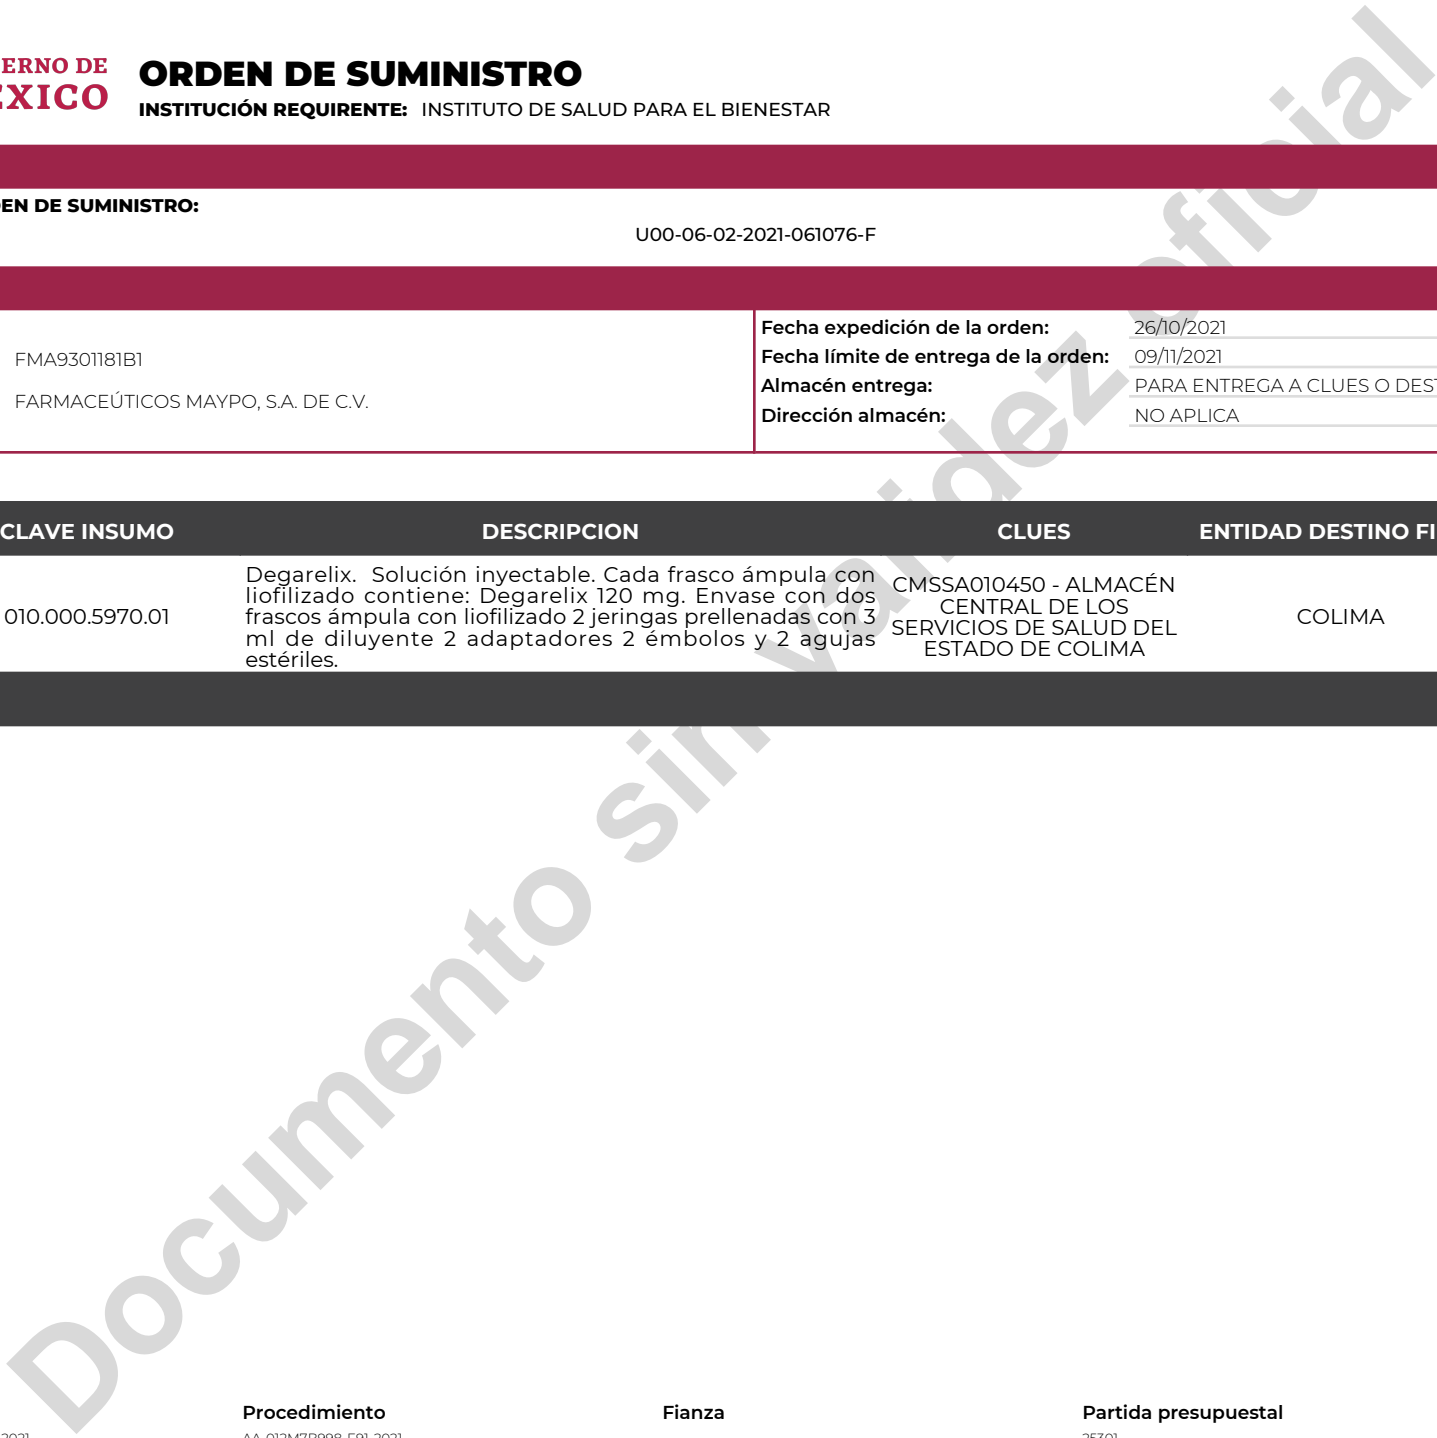 ERNO DE
EXICO
ORDEN DE SUMINISTRO
INSTITUCIÓN REQUIRENTE: INSTITUTO DE SALUD PARA EL BIENESTAR
EN DE SUMINISTRO:
U00-06-02-2021-061076-F
FMA9301181B1
FARMACEÚTICOS MAYPO, S.A. DE C.V.
Fecha expedición de la orden: 26/10/2021
Fecha límite de entrega de la orden: 09/11/2021
Almacén entrega: PARA ENTREGA A CLUES O DEST
Dirección almacén: NO APLICA
CLAVE INSUMO DESCRIPCION CLUES ENTIDAD DESTINO FI
010.000.5970.01
Degarelix. Solución inyectable. Cada frasco ámpula con
liofilizado contiene: Degarelix 120 mg. Envase con dos
frascos ámpula con liofilizado 2 jeringas prellenadas con 3
ml de diluyente 2 adaptadores 2 émbolos y 2 agujas
estériles.
CMSSA010450 - ALMACÉN
CENTRAL DE LOS
SERVICIOS DE SALUD DEL
ESTADO DE COLIMA
COLIMA
Documento sin validez oficial
Procedimiento Fianza Partida presupuestal